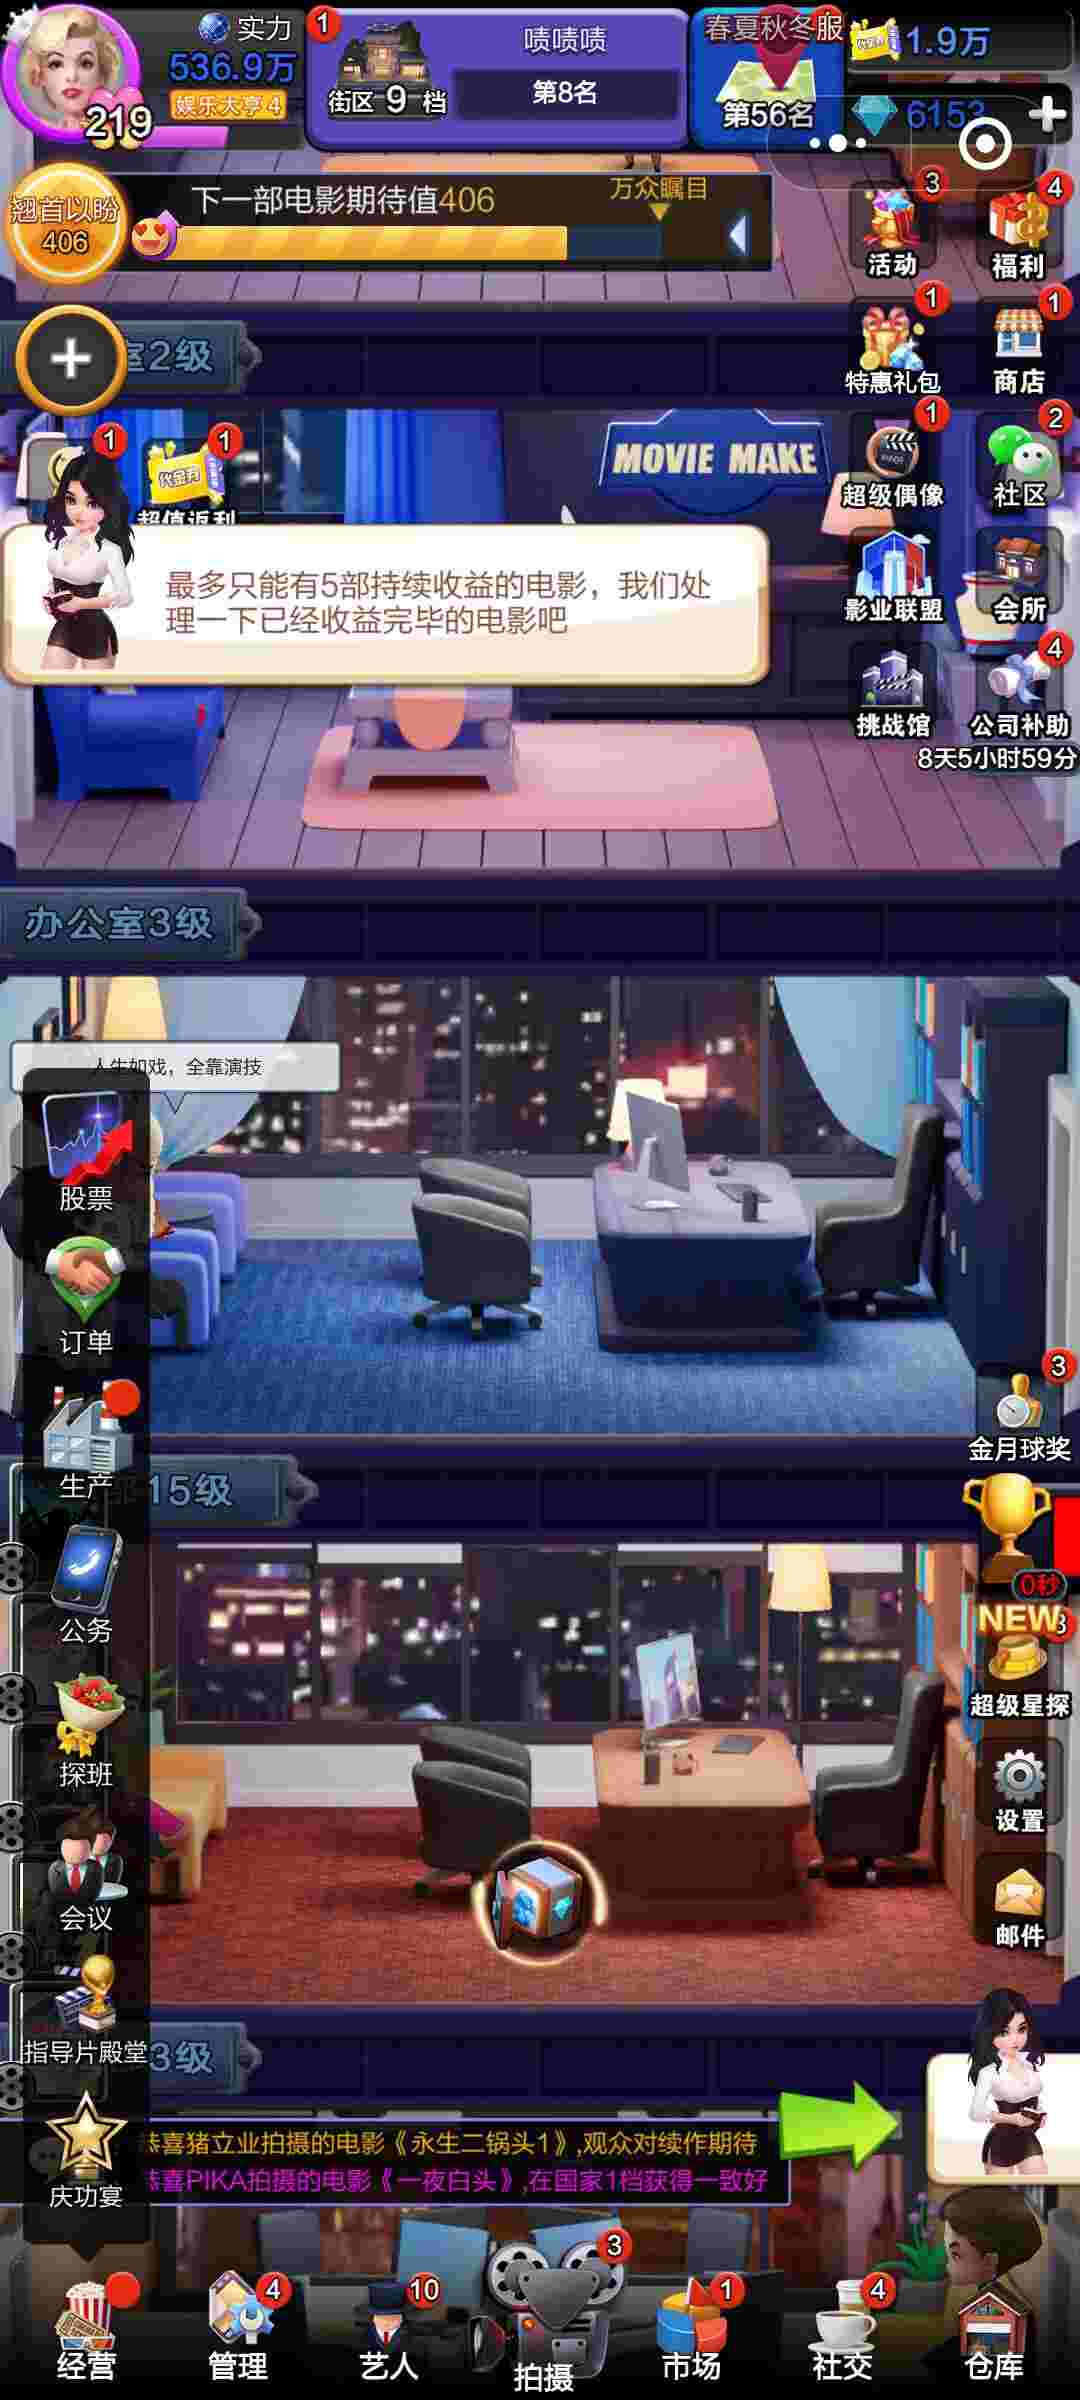 实力
536.9万
娱乐大亨 4
219
1
街区 9 档
啧啧啧
第8名
春夏秋冬服
第56名
代金券
1.9万
6153
翘首以盼
406
下一部电影期待值406
万众瞩目
3
活动
4
福利
1
特惠礼包
1
商店
室2级
1
代金券
1
超值返利
MOVIE MAKE
1
超级偶像
2
社区
最多只能有5部持续收益的电影，我们处
理一下已经收益完毕的电影吧
影业联盟
会所
挑战馆
4
公司补助
8天5小时59分
办公室3级
人生如戏，全靠演技
股票
订单
生产
部15级
公务
探班
会议
指导片殿堂
3级
庆功宴
3
金月球奖
0秒
NEW
3
超级星探
设置
邮件
恭喜猪立业拍摄的电影《永生二锅头1》,观众对续作期待
恭喜PIKA拍摄的电影《一夜白头》,在国家1档获得一致好
经营
4
管理
10
艺人
3
拍摄
1
市场
4
社交
仓库